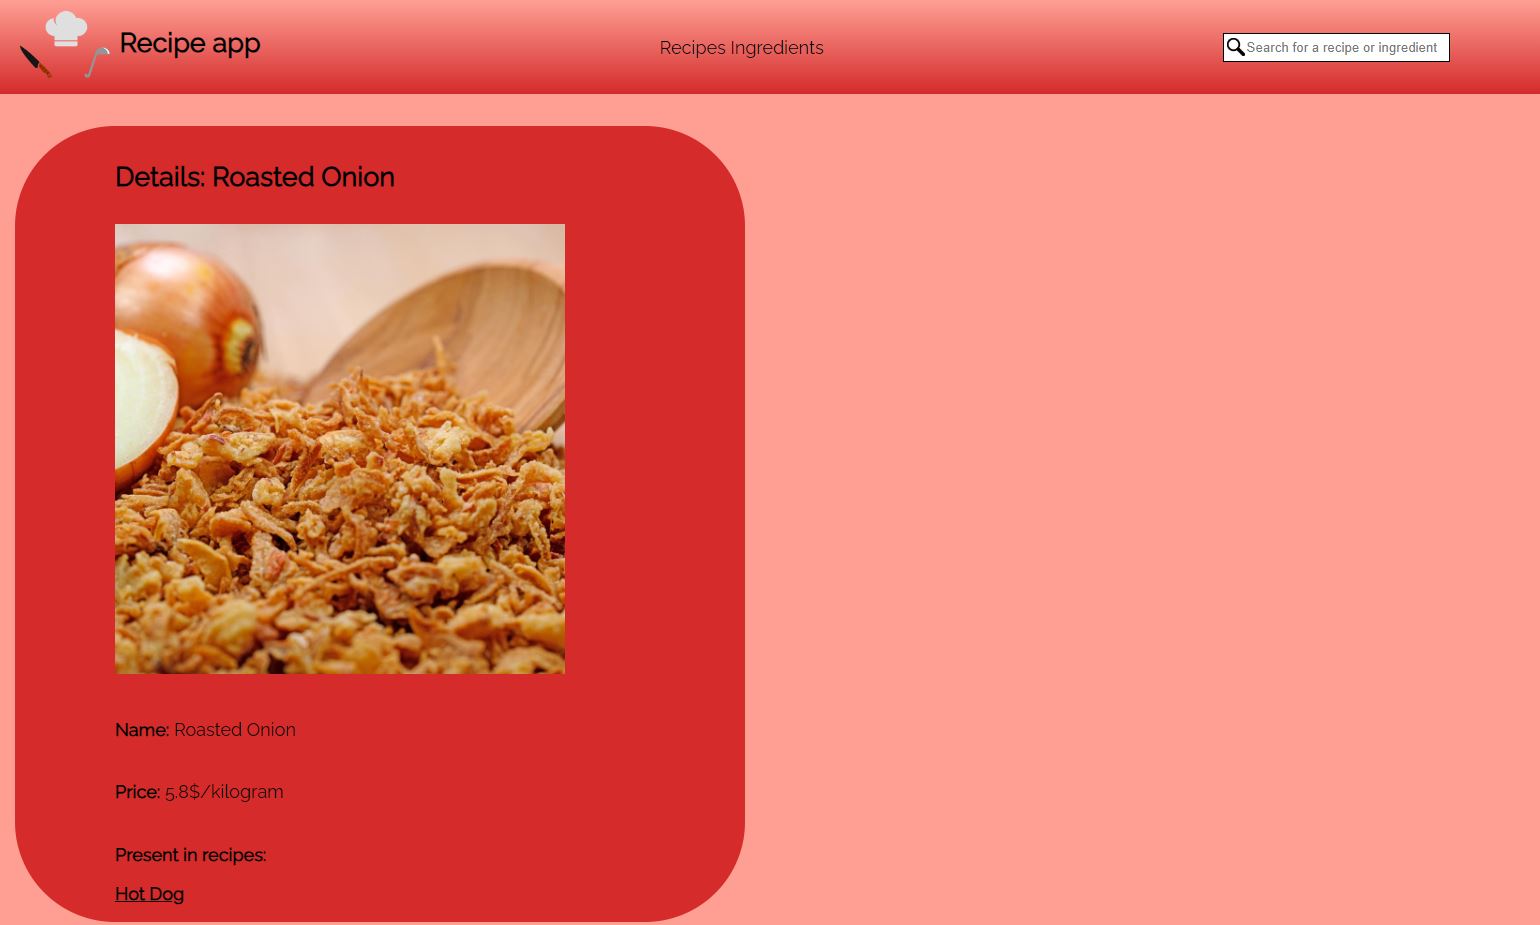 Recipe app
Recipes Ingredients
Search for a recipe or ingredient
Details: Roasted Onion
Name: Roasted Onion
Price: 5.8$/kilogram
Present in recipes:
Hot Dog